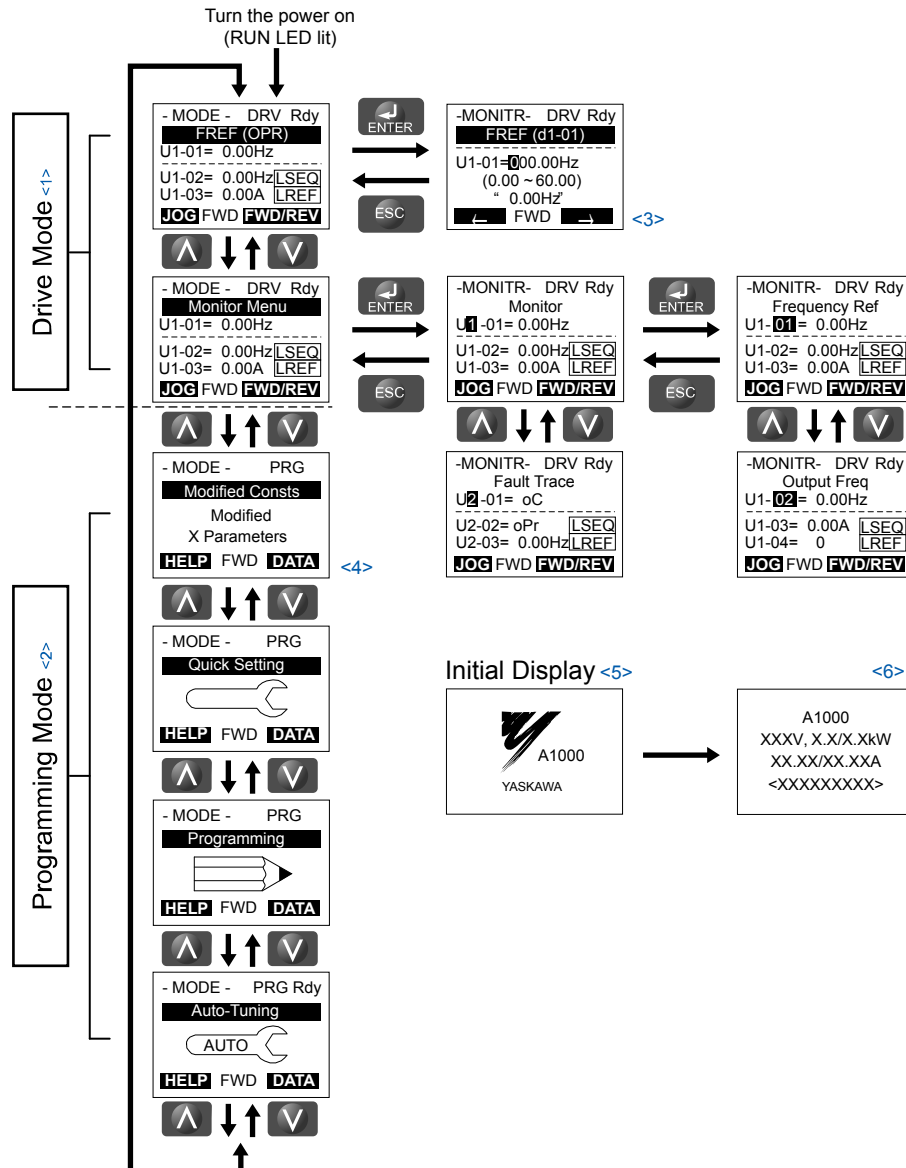 Turn the power on
(RUN LED lit)
Drive Mode <1>
- MODE - DRV Rdy
FREF (OPR)
U1-01= 0.00Hz
U1-02= 0.00Hz LSEQ
U1-03= 0.00A LREF
JOG FWD FWD/REV
ENTER
ESC
-MONITR- DRV Rdy
FREF (d1-01)
U1-01=000.00Hz
(0.00 ~ 60.00)
“ 0.00Hz”
← FWD →
<3>
- MODE - DRV Rdy
Monitor Menu
U1-01= 0.00Hz
U1-02= 0.00Hz LSEQ
U1-03= 0.00A LREF
JOG FWD FWD/REV
ENTER
ESC
-MONITR- DRV Rdy
Monitor
U1 -01= 0.00Hz
U1-02= 0.00Hz LSEQ
U1-03= 0.00A LREF
JOG FWD FWD/REV
ENTER
ESC
-MONITR- DRV Rdy
Frequency Ref
U1- 01 = 0.00Hz
U1-02= 0.00Hz LSEQ
U1-03= 0.00A LREF
JOG FWD FWD/REV
-MONITR- DRV Rdy
Fault Trace
U2 -01= oC
U2-02= oPr LSEQ
U2-03= 0.00Hz LREF
JOG FWD FWD/REV
-MONITR- DRV Rdy
Output Freq
U1- 02 = 0.00Hz
U1-03= 0.00A LSEQ
U1-04= 0 LREF
JOG FWD FWD/REV
Programming Mode <2>
- MODE - PRG
Modified Consts
Modified
X Parameters
HELP FWD DATA
<4>
- MODE - PRG
Quick Setting
HELP FWD DATA
- MODE - PRG
Programming
HELP FWD DATA
- MODE - PRG Rdy
Auto-Tuning
AUTO
HELP FWD DATA
Initial Display <5>
A1000
YASKAWA
<6>
A1000
XXXV, X.X/X.XkW
XX.XX/XX.XXA
<XXXXXXXXX>